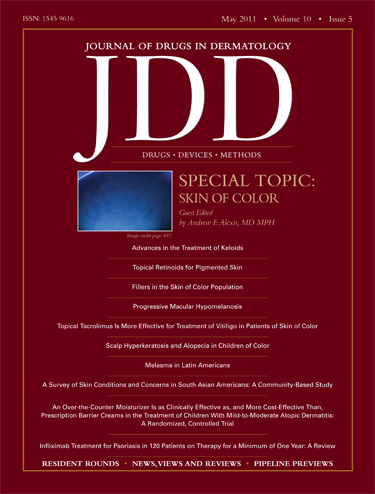 ISSN: 1545 9616
May 2011 • Volume 10 • Issue 5
JOURNAL OF DRUGS IN DERMATOLOGY
JDD
DRUGS • DEVICES • METHODS
SPECIAL TOPIC:
SKIN OF COLOR
Guest Edited
by Andrew F. Alexis, MD MPH
Image credit page 457
Advances in the Treatment of Keloids
Topical Retinoids for Pigmented Skin
Fillers in the Skin of Color Population
Progressive Macular Hypomelanosis
Topical Tacrolimus Is More Effective for Treatment of Vitiligo in Patients of Skin of Color
Scalp Hyperkeratosis and Alopecia in Children of Color
Melasma in Latin Americans
A Survey of Skin Conditions and Concerns in South Asian Americans: A Community-Based Study
An Over-the-Counter Moisturizer Is as Clinically Effective as, and More Cost-Effective Than,
Prescription Barrier Creams in the Treatment of Children With Mild-to-Moderate Atopic Dermatitis:
A Randomized, Controlled Trial
Infliximab Treatment for Psoriasis in 120 Patients on Therapy for a Minimum of One Year: A Review
RESIDENT ROUNDS • NEWS, VIEWS AND REVIEWS • PIPELINE PREVIEWS